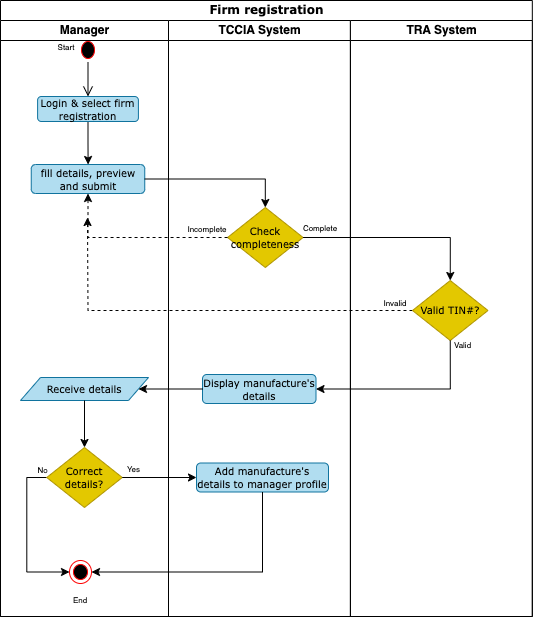 Firm registration
Manager
TCCIA System
TRA System
Start
Login & select firm
registration
fill details, preview
and submit
Check
completeness
Incomplete
Complete
Valid TIN#?
Invalid
Valid
Display manufacture's
details
Receive details
Correct
details?
No
Yes
Add manufacture's
details to manager profile
End